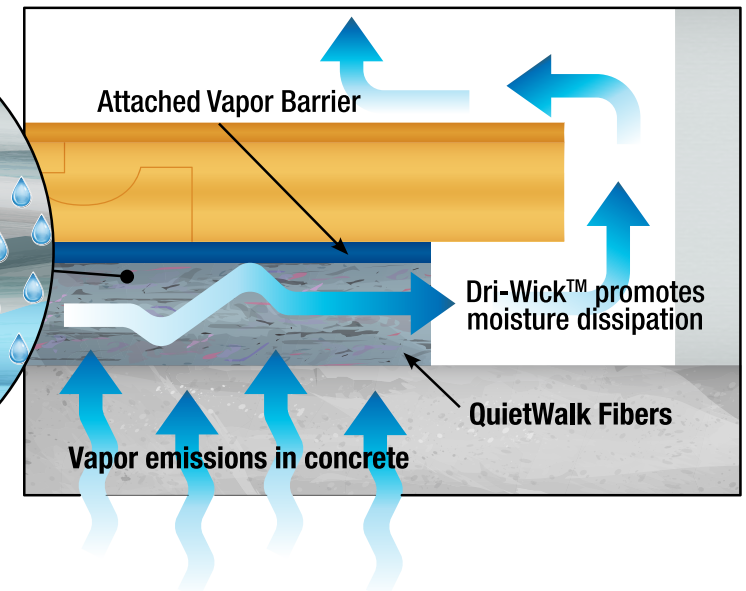 Attached Vapor Barrier
Dri-Wick™ promotes
moisture dissipation
QuietWalk Fibers
Vapor emissions in concrete